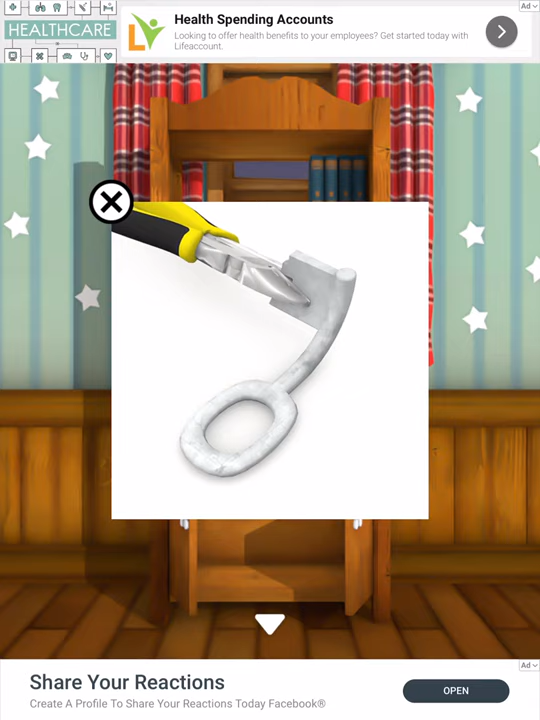 HEALTHCARE
Health Spending Accounts
Looking to offer health benefits to your employees? Get started today with
Lifeaccount.
LV
Ad
Ad
Share Your Reactions
Create A Profile To Share Your Reactions Today Facebook®
OPEN